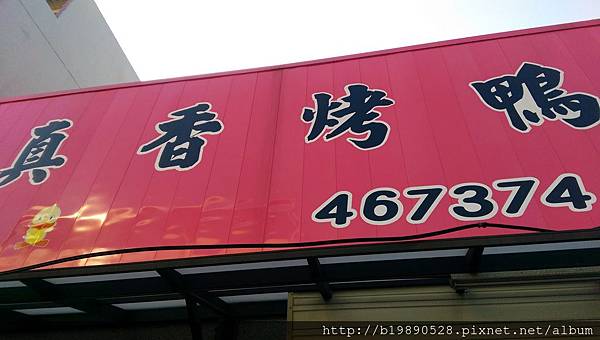 真香烤鴨
467374
http://b19890528.pixnet.net/album